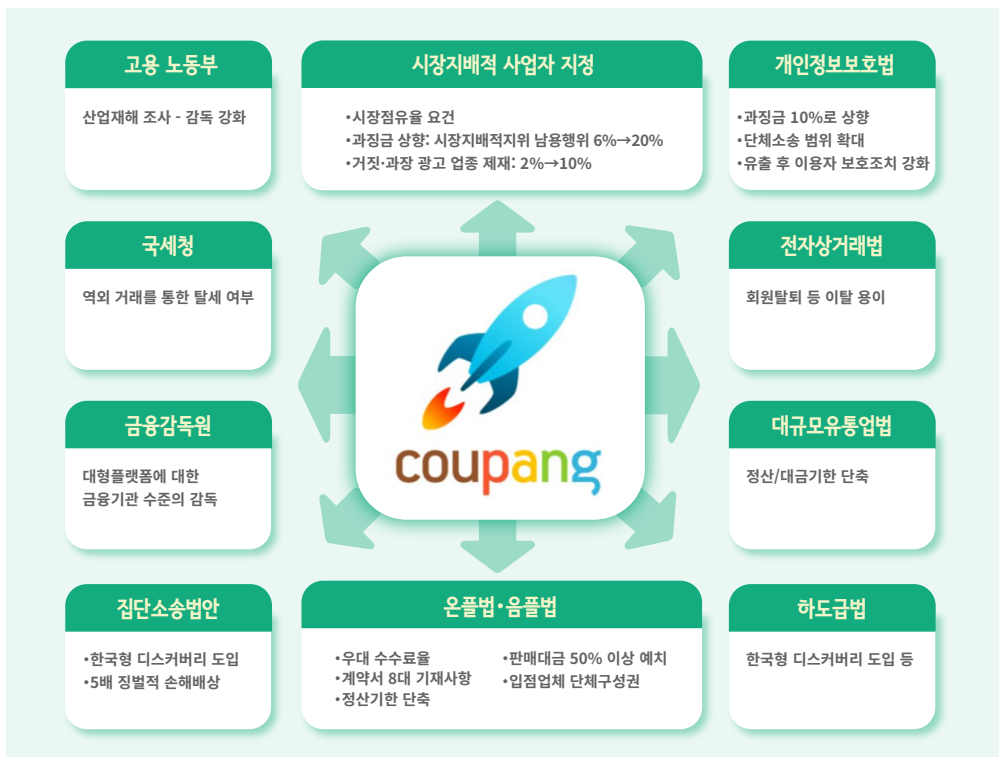 고용 노동부
산업재해 조사 - 감독 강화
시장지배적 사업자 지정
•시장점유율 요건
•과징금 상향: 시장지배적지위 남용행위 6%→20%
•거짓·과장 광고 업종 제재: 2%→10%
개인정보보호법
•과징금 10%로 상향
•단체소송 범위 확대
•유출 후 이용자 보호조치 강화
국세청
역외 거래를 통한 탈세 여부
전자상거래법
회원탈퇴 등 이탈 용이
coupang
금융감독원
대형플랫폼에 대한
금융기관 수준의 감독
대규모유통업법
정산/대금기한 단축
집단소송법안
•한국형 디스커버리 도입
•5배 징벌적 손해배상
온플법·음플법
•우대 수수료율
•계약서 8대 기재사항
•정산기한 단축
•판매대금 50% 이상 예치
•입점업체 단체구성권
하도급법
한국형 디스커버리 도입 등